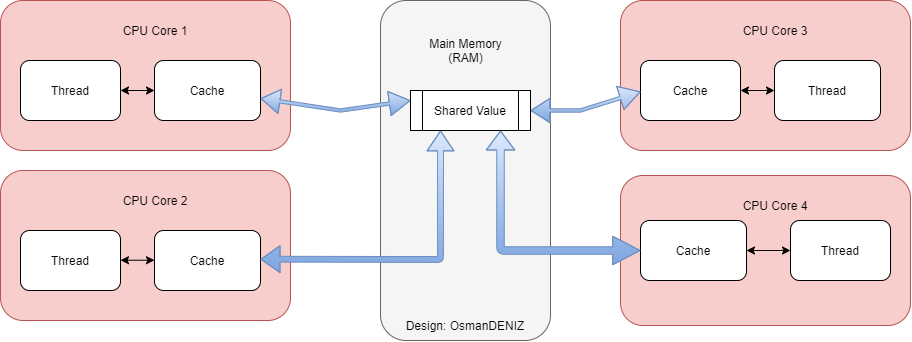 CPU Core 1
Thread
Cache
CPU Core 2
Thread
Cache
Main Memory
(RAM)
Shared Value
Design: OsmanDENIZ
CPU Core 3
Cache
Thread
CPU Core 4
Cache
Thread